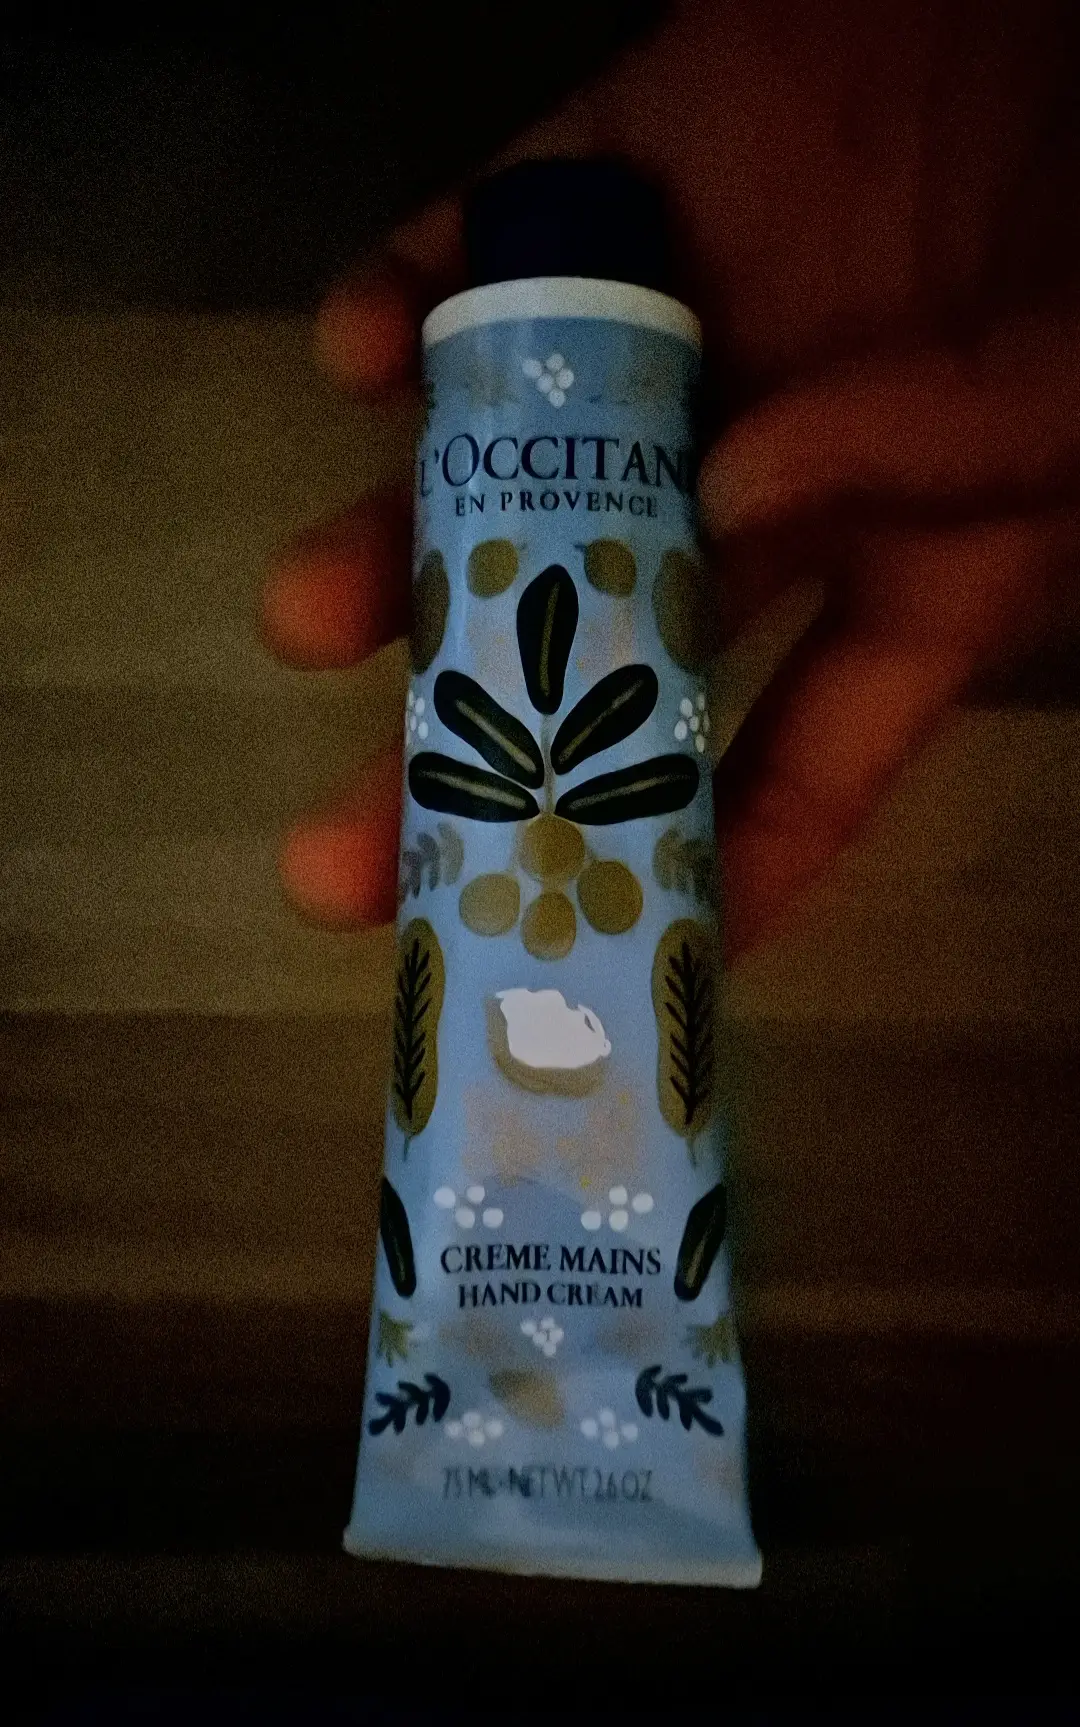 L'OCCITANE
EN PROVENCE
CREME MAINS
HAND CREAM
75 ML - NET WT. 2.6 OZ